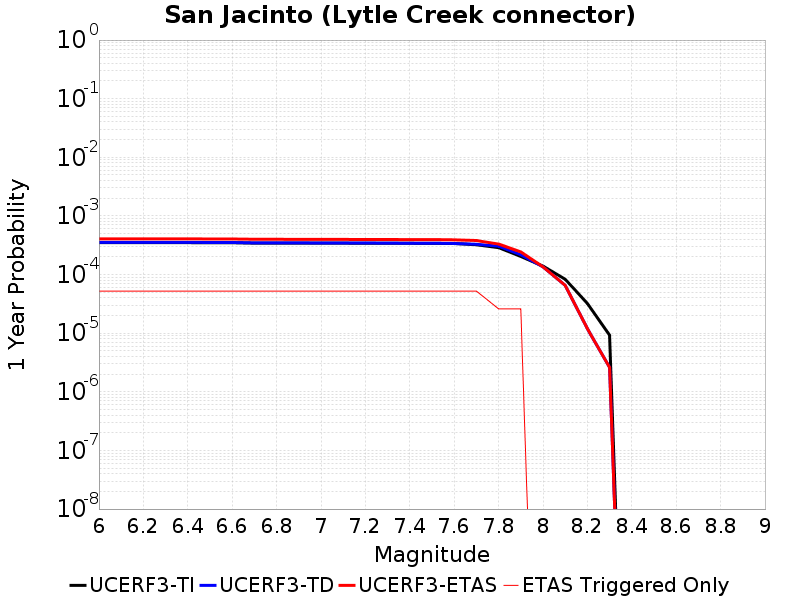 San Jacinto (Lytle Creek connector)
10^0
10^-1
10^-2
10^-3
10^-4
10^-5
10^-6
10^-7
10^-8
1 Year Probability
6 6.2 6.4 6.6 6.8 7 7.2 7.4 7.6 7.8 8 8.2 8.4 8.6 8.8 9
Magnitude
UCERF3-TI UCERF3-TD UCERF3-ETAS ETAS Triggered Only